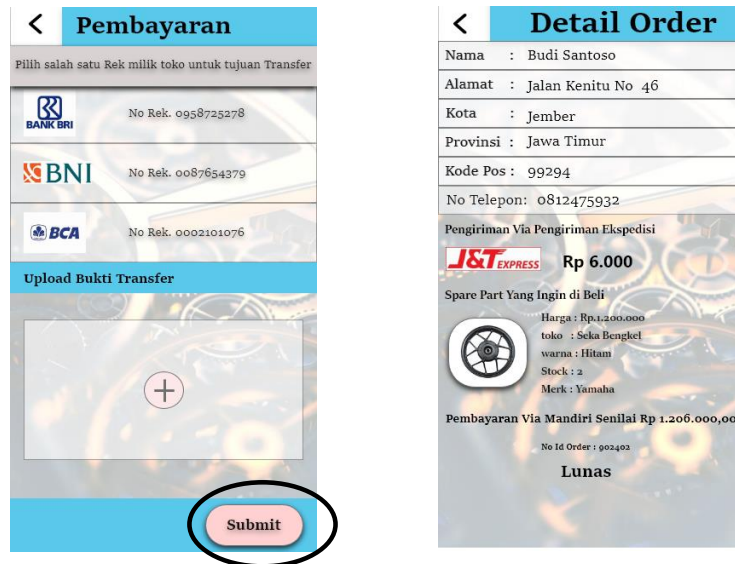 Pembayaran
Pilih salah satu Rek milik toko untuk tujuan Transfer
BANK BRI
No Rek. 0958725278
BNI
No Rek. 0087654379
BCA
No Rek. 0002101076
Upload Bukti Transfer
Submit
Detail Order
Nama : Budi Santoso
Alamat : Jalan Kenitu No 46
Kota : Jember
Provinsi : Jawa Timur
Kode Pos : 99294
No Telepon: 0812475932
Pengiriman Via Pengiriman Ekspedisi
J&T EXPRESS Rp 6.000
Spare Part Yang Ingin di Beli
Harga : Rp.1.200.000
toko : Seka Bengkel
warna : Hitam
Stock : 2
Merk : Yamaha
Pembayaran Via Mandiri Senilai Rp 1.206.000,00
No Id Order : 902402
Lunas